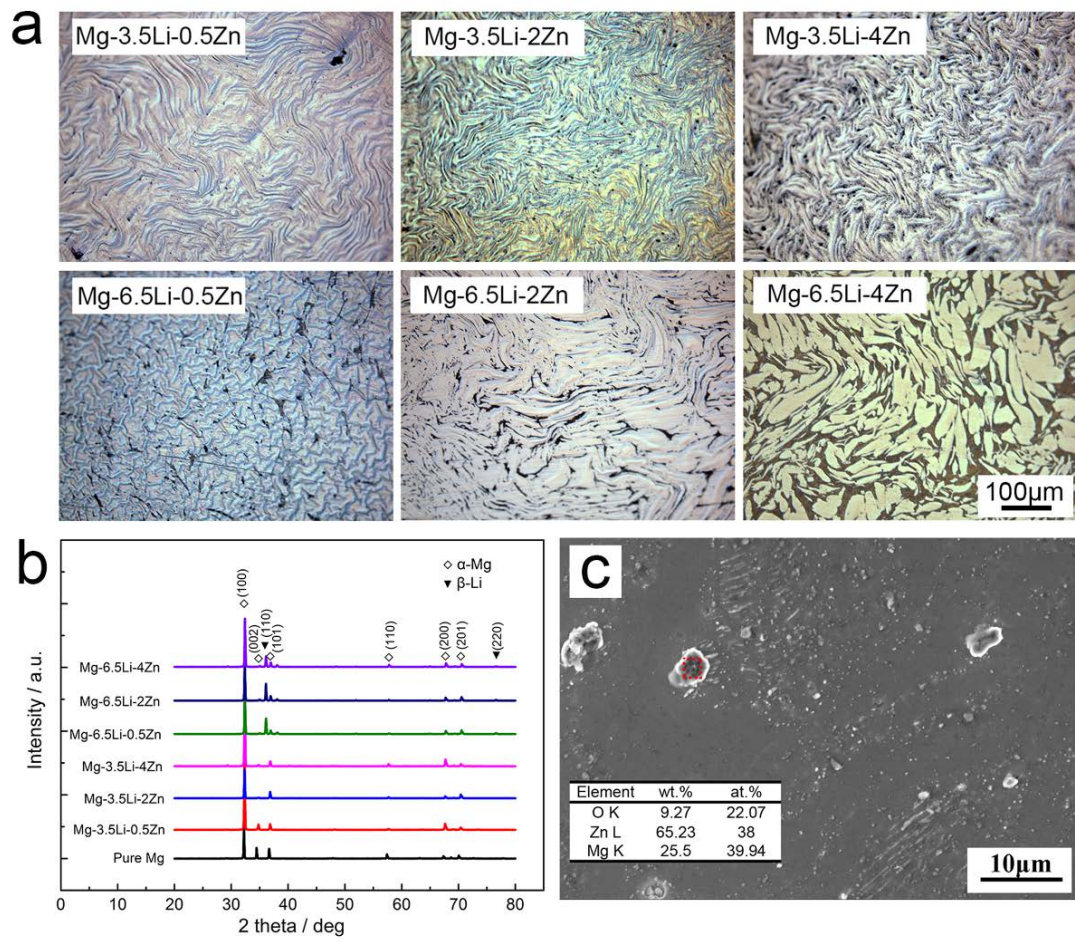 a
Mg-3.5Li-0.5Zn
Mg-3.5Li-2Zn
Mg-3.5Li-4Zn
Mg-6.5Li-0.5Zn
Mg-6.5Li-2Zn
Mg-6.5Li-4Zn
100μm
b
◇ α-Mg
▼ β-Li
(100)
(002)
(110)
(101)
(110)
(200)
(201)
(220)
Mg-6.5Li-4Zn
Mg-6.5Li-2Zn
Mg-6.5Li-0.5Zn
Mg-3.5Li-4Zn
Mg-3.5Li-2Zn
Mg-3.5Li-0.5Zn
Pure Mg
Intensity / a.u.
0 10 20 30 40 50 60 70 80
2 theta / deg
c
Element wt.% at.%
O K 9.27 22.07
Zn L 65.23 38
Mg K 25.5 39.94
10μm